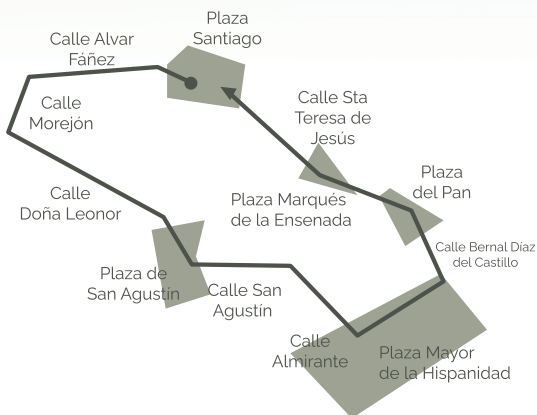 Plaza
Santiago
Calle Alvar
Fáñez
Calle
Morejón
Calle Sta
Teresa de
Jesús
Plaza
del Pan
Calle
Doña Leonor
Plaza Marqués
de la Ensenada
Calle Bernal Díaz
del Castillo
Plaza de
San Agustín
Calle San
Agustín
Calle
Almirante
Plaza Mayor
de la Hispanidad